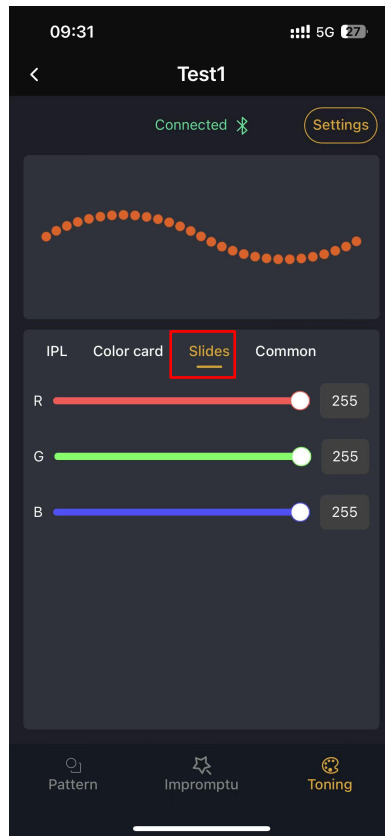 09:31 5G 27
Test1
Connected Settings
IPL Color card Slides Common
R 255
G 255
B 255
Pattern Impromptu Toning